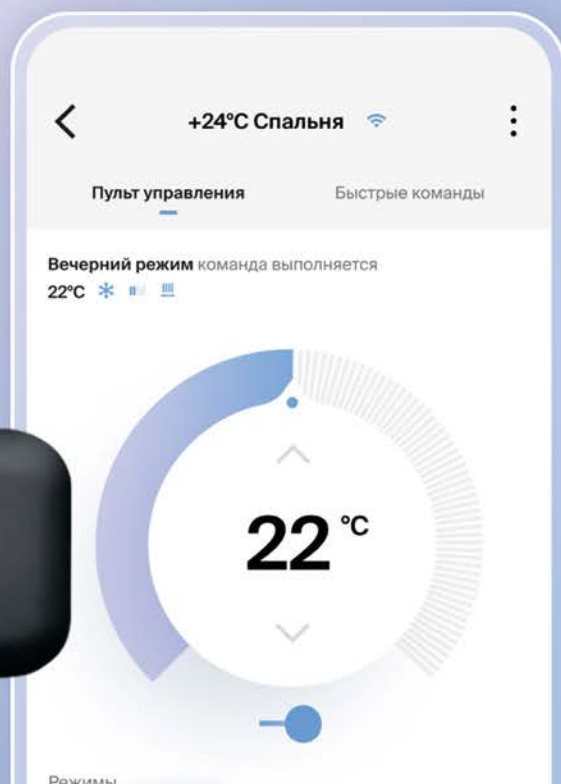 +24°C Спальня
Пульт управления Быстрые команды
Вечерний режим команда выполняется
22°C
22 °C
Режимы